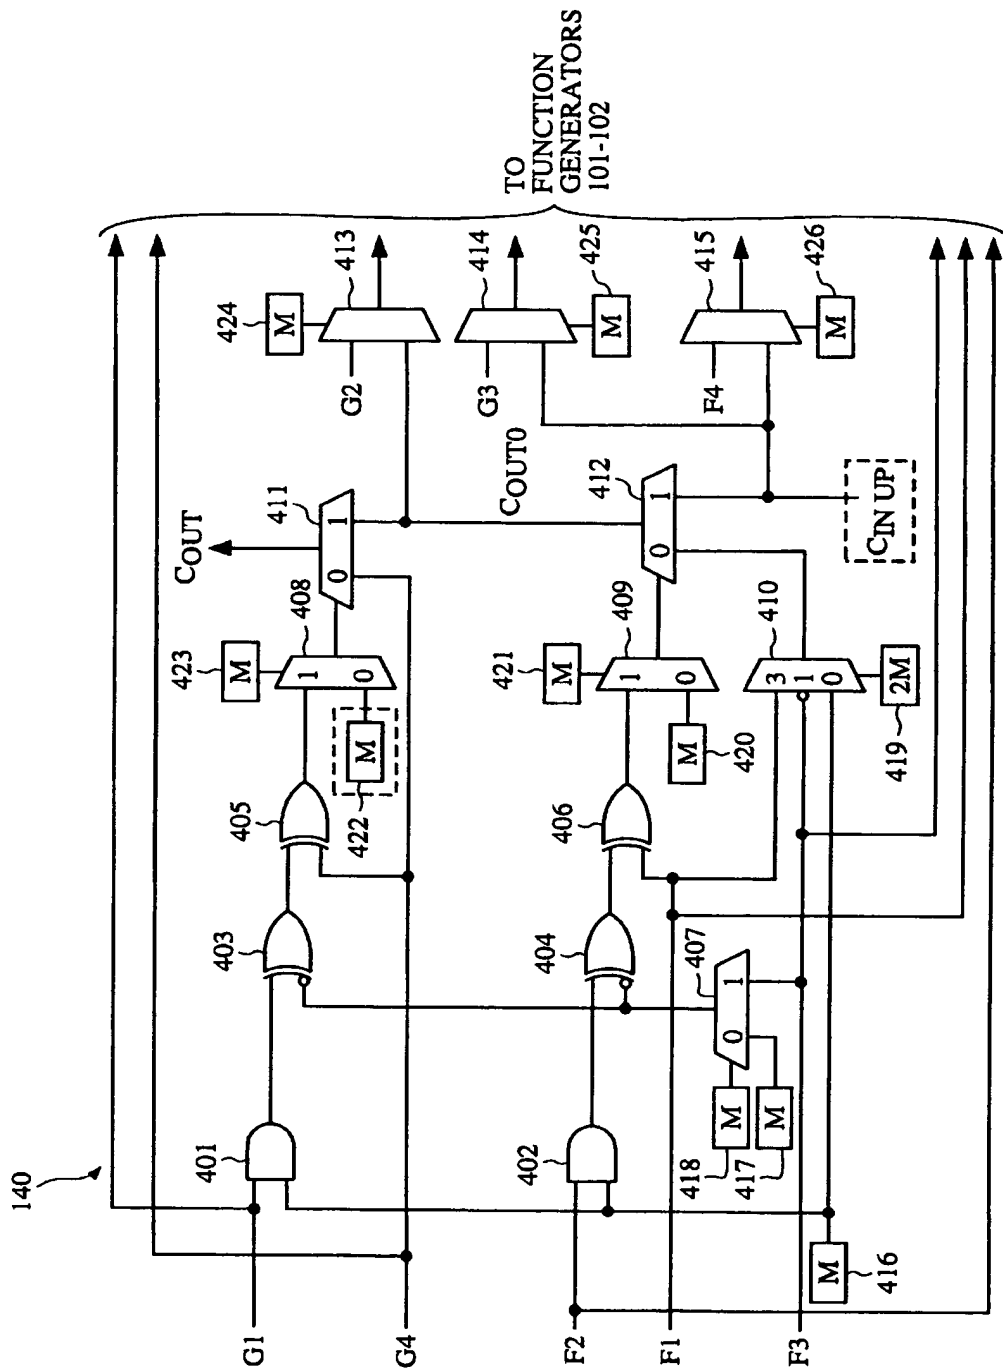 140
G1
G4
F2
F1
F3
401
402
M
418
M
417
M
416
403
404
407
0 1
405
406
M
422
M
420
M
423
408
1
0
M
421
409
1
0
410
3
1
0
2M
419
COUT
411
0 1
COUT0
412
0 1
CIN UP
M
424
413
G2
G3
414
M
425
F4
415
M
426
TO
FUNCTION
GENERATORS
101-102